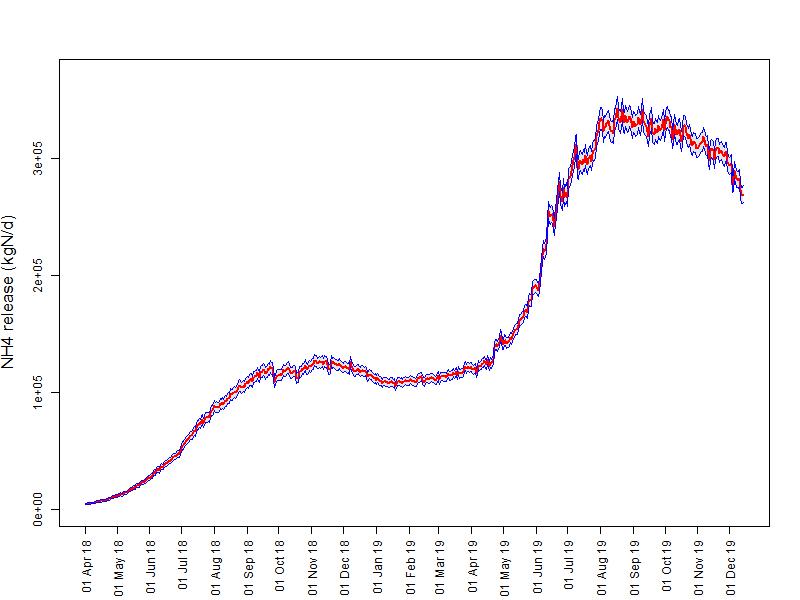 NH4 release (kgN/d)
3e+05
2e+05
1e+05
0e+00
01 Apr 18
01 May 18
01 Jun 18
01 Jul 18
01 Aug 18
01 Sep 18
01 Oct 18
01 Nov 18
01 Dec 18
01 Jan 19
01 Feb 19
01 Mar 19
01 Apr 19
01 May 19
01 Jun 19
01 Jul 19
01 Aug 19
01 Sep 19
01 Oct 19
01 Nov 19
01 Dec 19